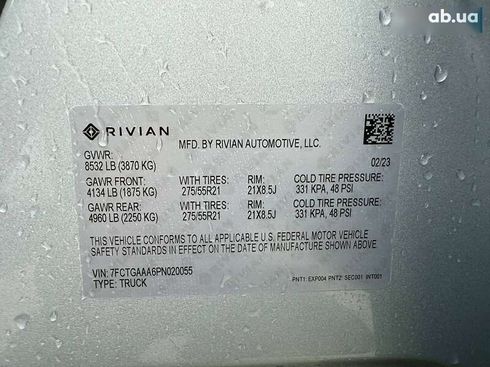 ab.ua
RIVIAN
MFD. BY RIVIAN AUTOMOTIVE, LLC.
GVWR:
8532 LB (3870 KG)
02/23
GAWR FRONT: WITH TIRES: RIM: COLD TIRE PRESSURE:
4134 LB (1875 KG) 275/55R21 21X8.5J 331 KPA, 48 PSI
GAWR REAR: WITH TIRES: RIM: COLD TIRE PRESSURE:
4960 LB (2250 KG) 275/55R21 21X8.5J 331 KPA, 48 PSI
THIS VEHICLE CONFORMS TO ALL APPLICABLE U.S. FEDERAL MOTOR VEHICLE
SAFETY STANDARDS IN EFFECT ON THE DATE OF MANUFACTURE SHOWN ABOVE.
VIN: 7FCTGAAA6PN020055
TYPE: TRUCK
PNT1: EXP004 PNT2: SEC001 INT001